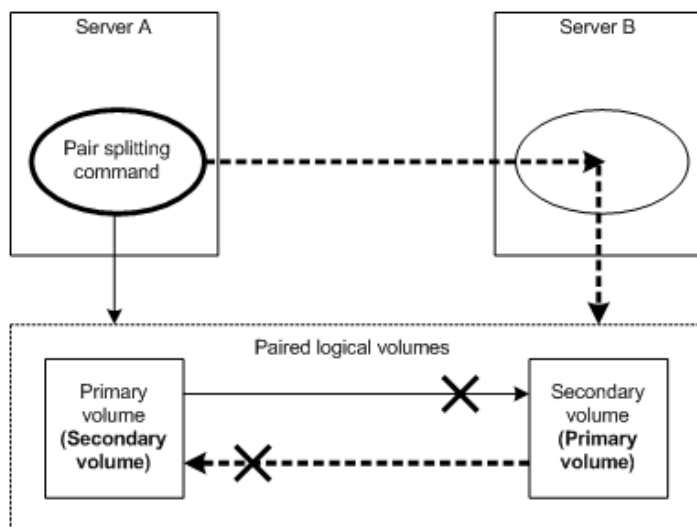 Server A
Server B
Pair splitting
command
Paired logical volumes
Primary
volume
(Secondary
volume)
Secondary
volume
(Primary
volume)